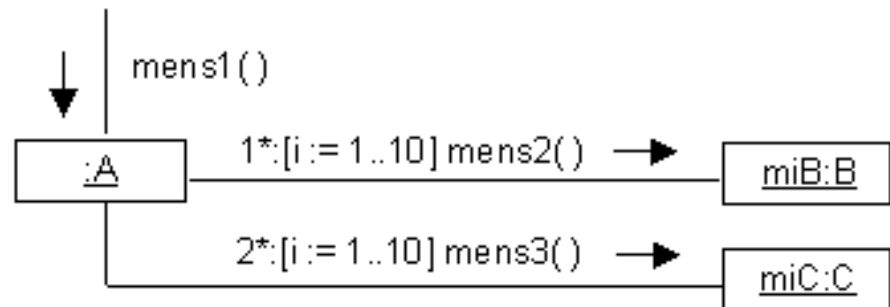 mens1()
1*:[i := 1..10] mens2()
:A
miB:B
2*:[i := 1..10] mens3()
miC:C